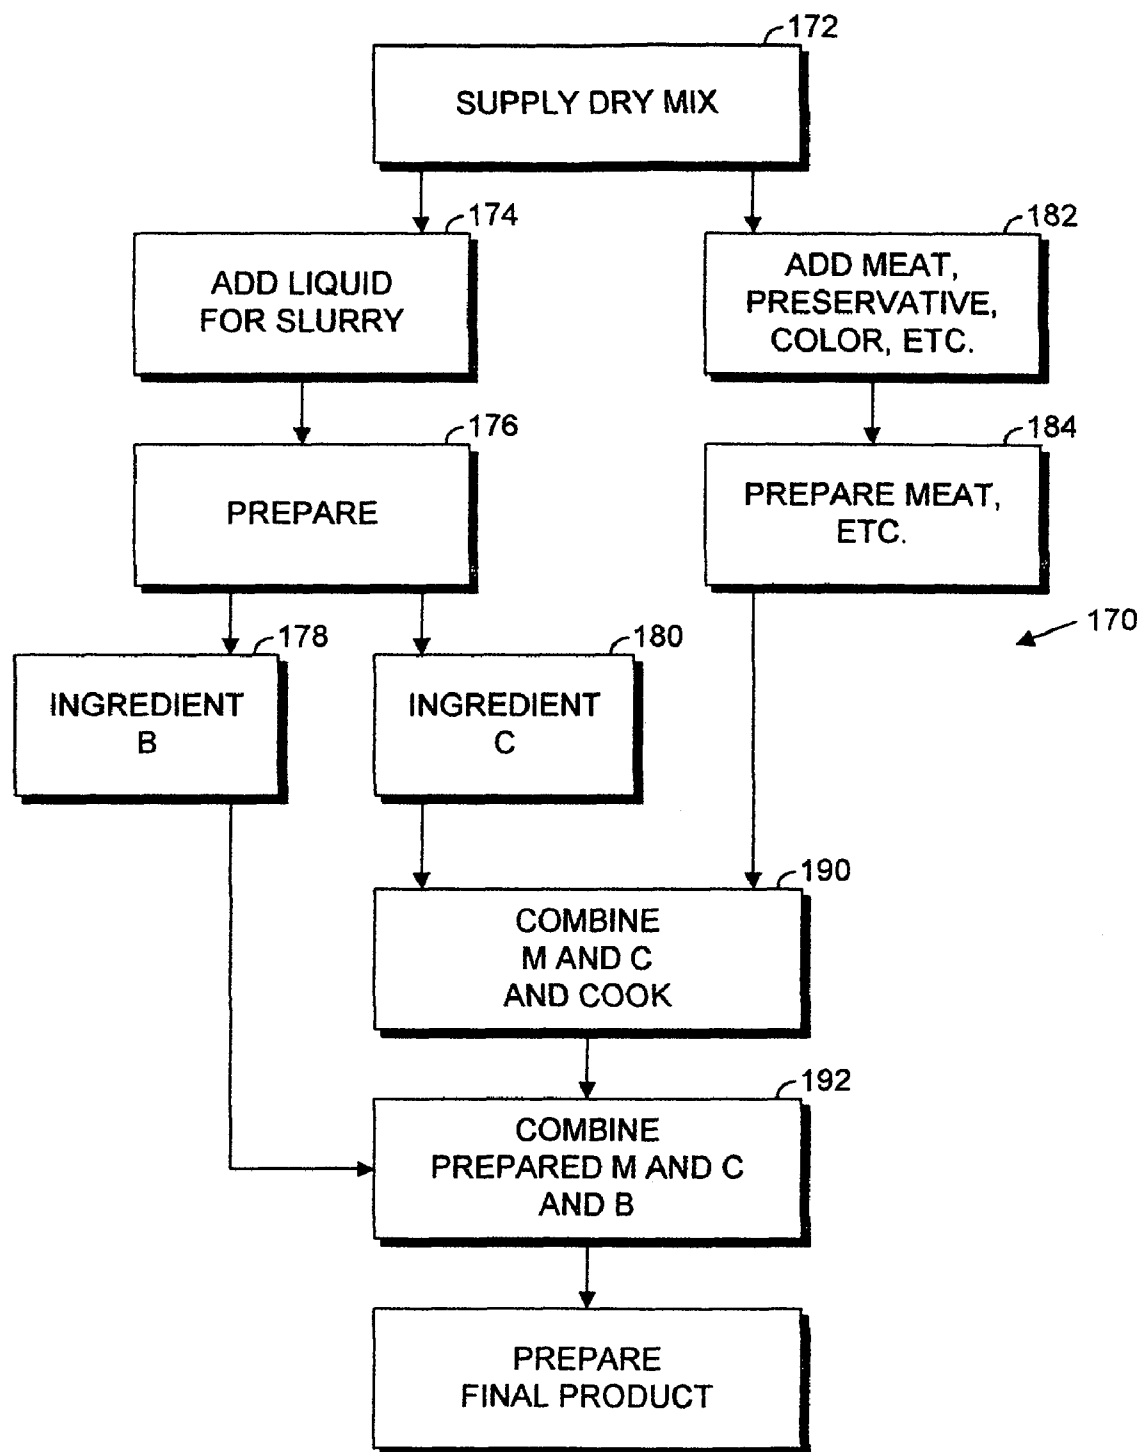 172
SUPPLY DRY MIX
174
ADD LIQUID
FOR SLURRY
182
ADD MEAT,
PRESERVATIVE,
COLOR, ETC.
176
PREPARE
184
PREPARE MEAT,
ETC.
170
178
INGREDIENT
B
180
INGREDIENT
C
190
COMBINE
M AND C
AND COOK
192
COMBINE
PREPARED M AND C
AND B
PREPARE
FINAL PRODUCT